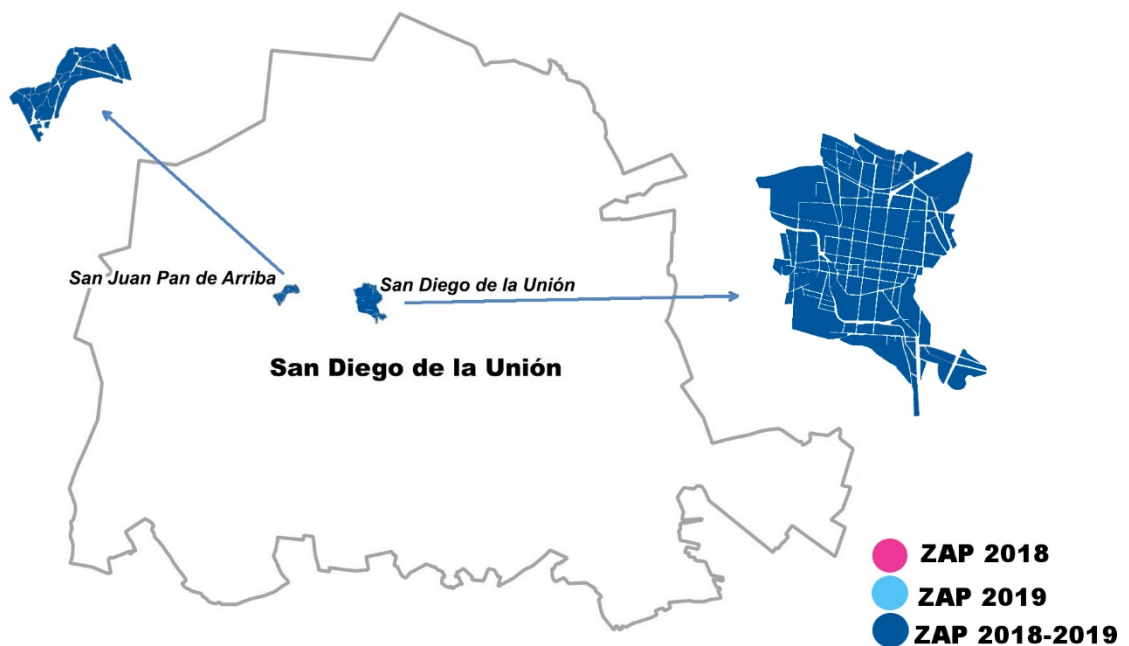 San Juan Pan de Arriba
San Diego de la Unión
San Diego de la Unión
ZAP 2018
ZAP 2019
ZAP 2018-2019